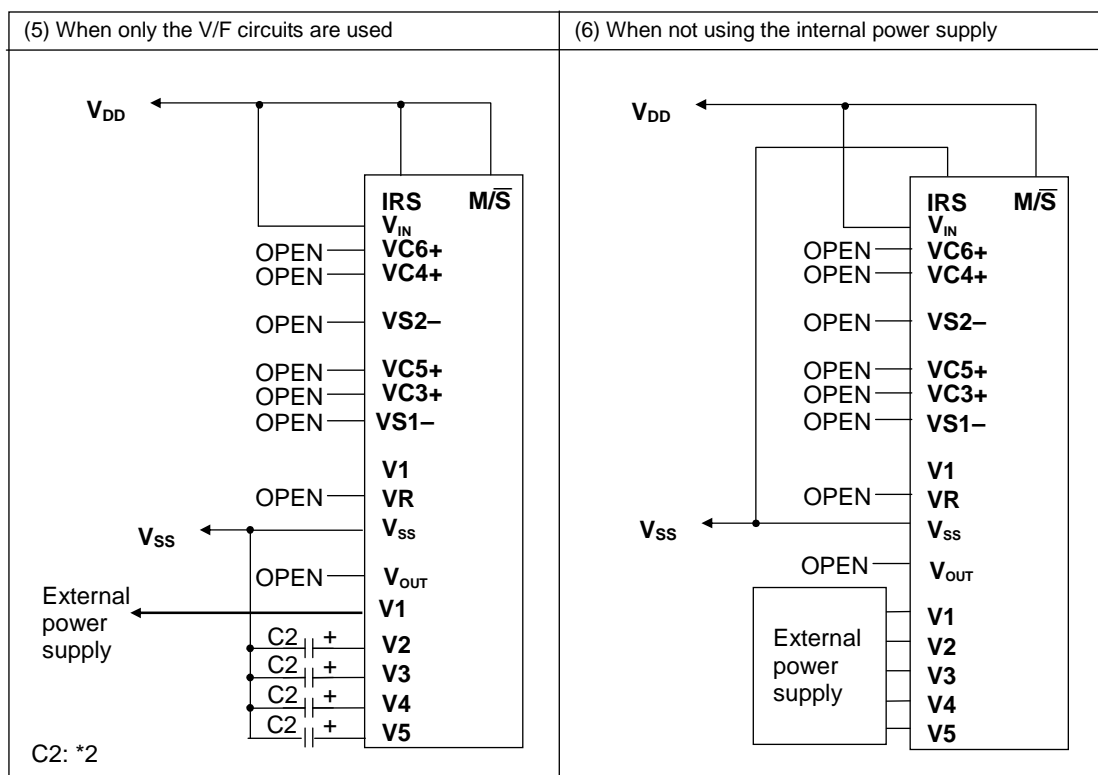 (5) When only the V/F circuits are used
VDD
IRS M/S̅
VIN
OPEN VC6+
OPEN VC4+
OPEN VS2–
OPEN VC5+
OPEN VC3+
OPEN VS1–
V1
OPEN VR
VSS VSS
OPEN VOUT
External power supply V1
C2 + V2
C2 + V3
C2 + V4
C2 + V5
C2: *2
(6) When not using the internal power supply
VDD
IRS M/S̅
VIN
OPEN VC6+
OPEN VC4+
OPEN VS2–
OPEN VC5+
OPEN VC3+
OPEN VS1–
V1
OPEN VR
VSS VSS
OPEN VOUT
V1
External V2
power V3
supply V4
V5